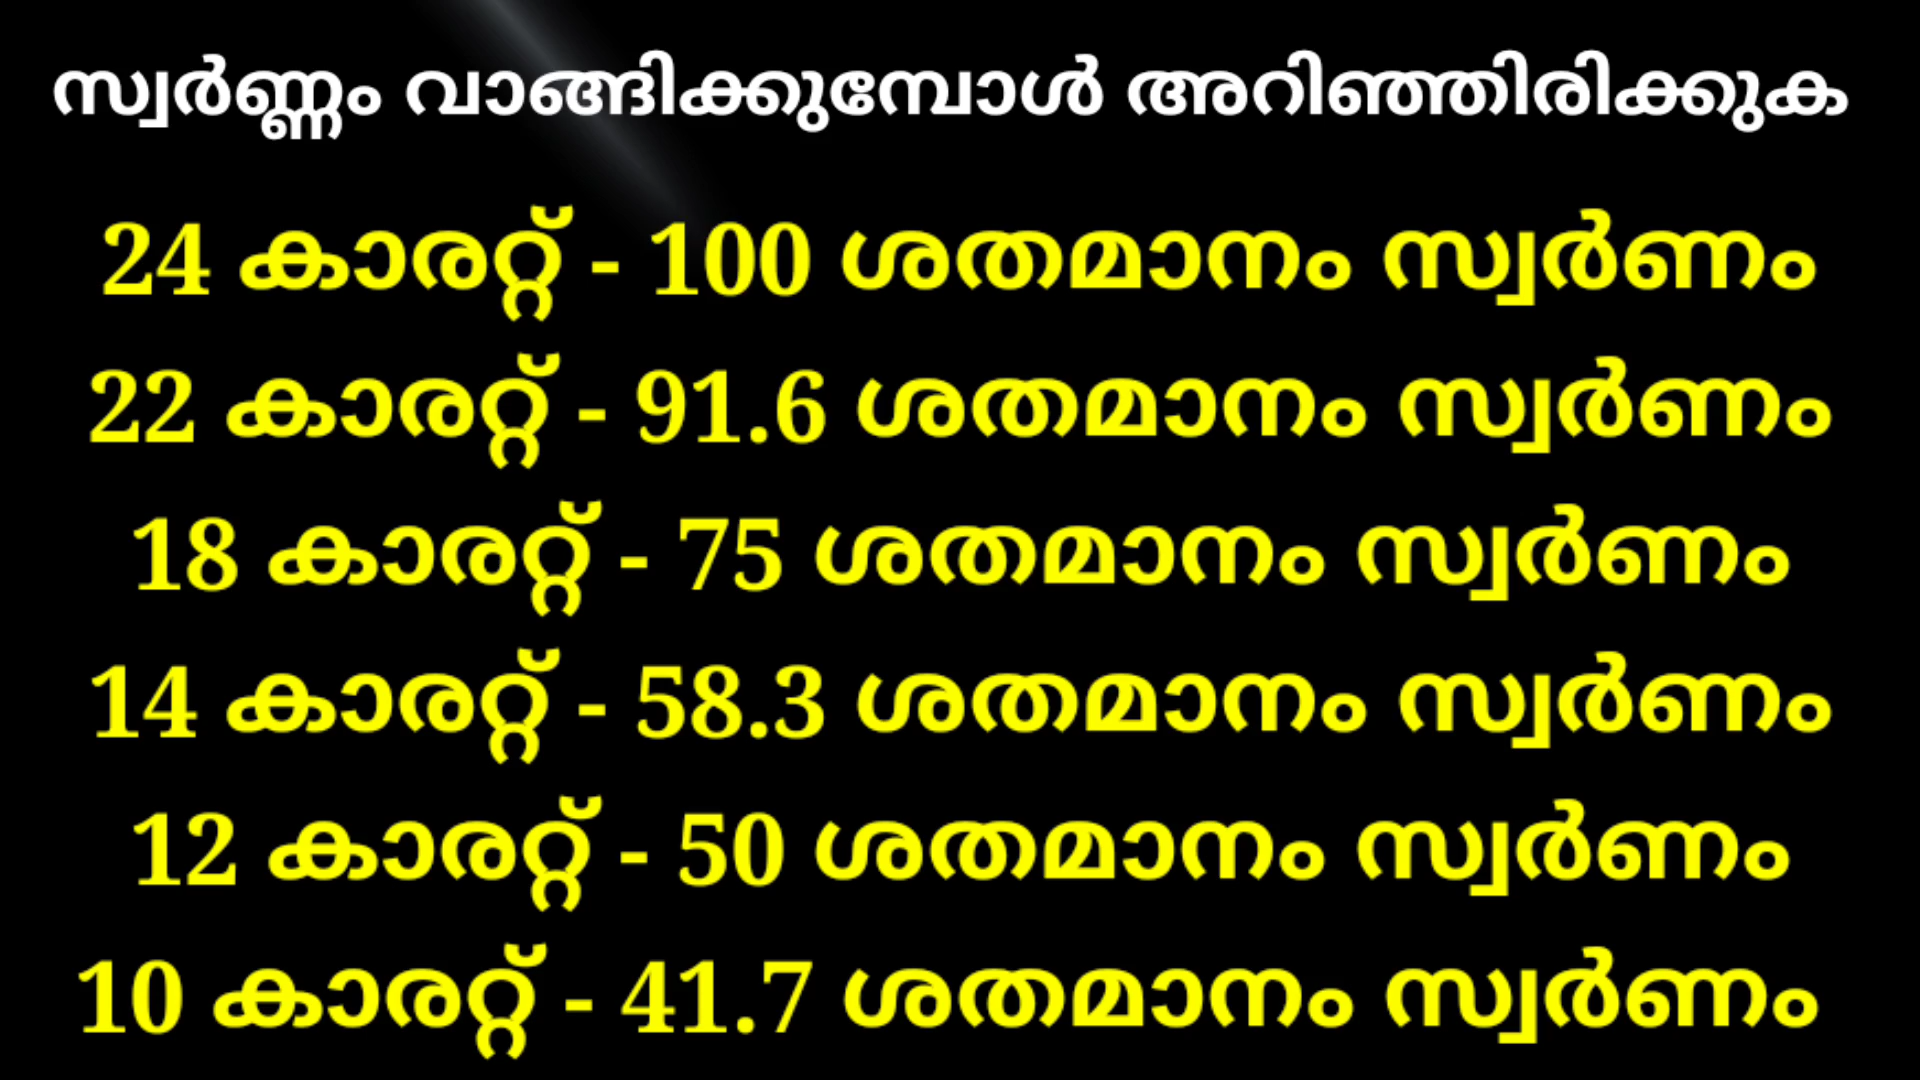 സ്വർണ്ണം വാങ്ങിക്കുമ്പോൾ അറിഞ്ഞിരിക്കുക
24 കാരറ്റ് - 100 ശതമാനം സ്വർണം
22 കാരറ്റ് - 91.6 ശതമാനം സ്വർണം
18 കാരറ്റ് - 75 ശതമാനം സ്വർണം
14 കാരറ്റ് - 58.3 ശതമാനം സ്വർണം
12 കാരറ്റ് - 50 ശതമാനം സ്വർണം
10 കാരറ്റ് - 41.7 ശതമാനം സ്വർണം